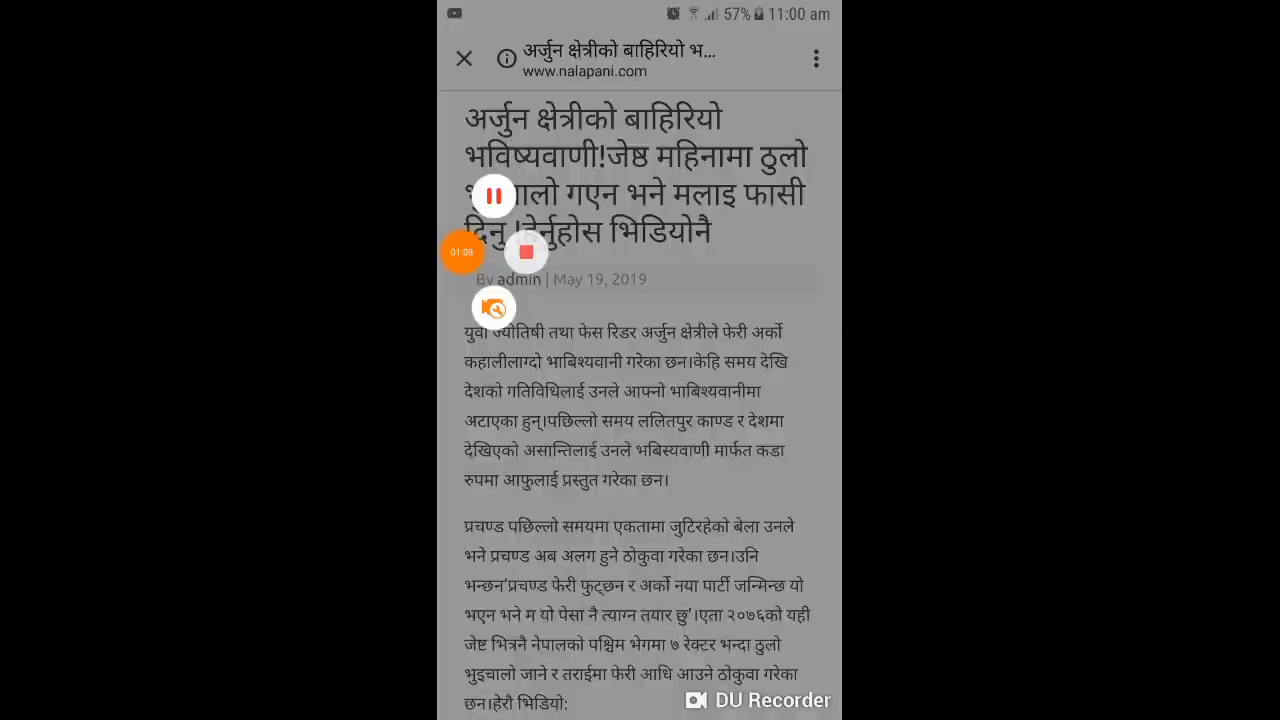 57% 11:00 am
अर्जुन क्षेत्रीको बाहिरियो भ...
www.nalapani.com
अर्जुन क्षेत्रीको बाहिरियो
भविष्यवाणी!जेष्ठ महिनामा ठुलो
गएन भने मलाइ फासी
दिनु !हेर्नुहोस भिडियोनै
01:08
By admin | May 19, 2019
युवा ज्योतिषी तथा फेस रिडर अर्जुन क्षेत्रीले फेरी अर्को
कहालीलाग्दो भाबिश्यवानी गरेका छन।केहि समय देखि
देशको गतिविधिलाई उनले आफ्नो भाबिश्यवानीमा
अटाएका हुन्।पछिल्लो समय ललितपुर काण्ड र देशमा
देखिएको असान्तिलाई उनले भबिस्यवाणी मार्फत कडा
रुपमा आफुलाई प्रस्तुत गरेका छन।
प्रचण्ड पछिल्लो समयमा एकतामा जुटिरहेको बेला उनले
भने प्रचण्ड अब अलग हुने ठोकुवा गरेका छन।उनि
भन्छन‘प्रचण्ड फेरी फुट्छन र अर्को नया पार्टी जन्मिन्छ यो
भएन भने म यो पेसा नै त्याग्न तयार छु’।एता २०७६को यही
जेष्ट भित्रनै नेपालको पश्चिम भेगमा ७ रेक्टर भन्दा ठुलो
भुइचालो जाने र तराईमा फेरी आधि आउने ठोकुवा गरेका
छन।हेरौ भिडियो:
DU Recorder